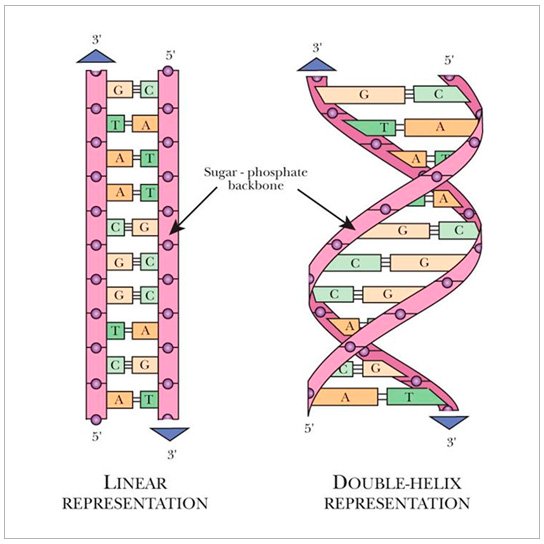 3' 5'
G C
T A
A T
A T
C G
G C
G C
T A
C G
A T
5'
3'
Sugar - phosphate
backbone
3' 5'
G C
T A
A T
A
G C
C G
C G
A
C G
A T
5'
3'
LINEAR
REPRESENTATION
DOUBLE-HELIX
REPRESENTATION